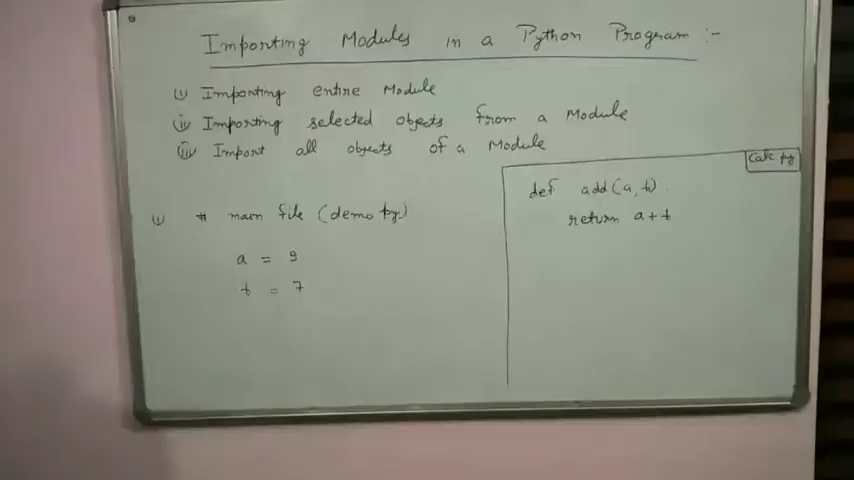 Importing Modules in a Python Program :-
(i) Importing entire Module
(ii) Importing selected objects from a Module
(iii) Import all objects of a Module
Calc.py
def add(a, b)
return a+b
(i) # main file (demo py)
a = 9
b = 7